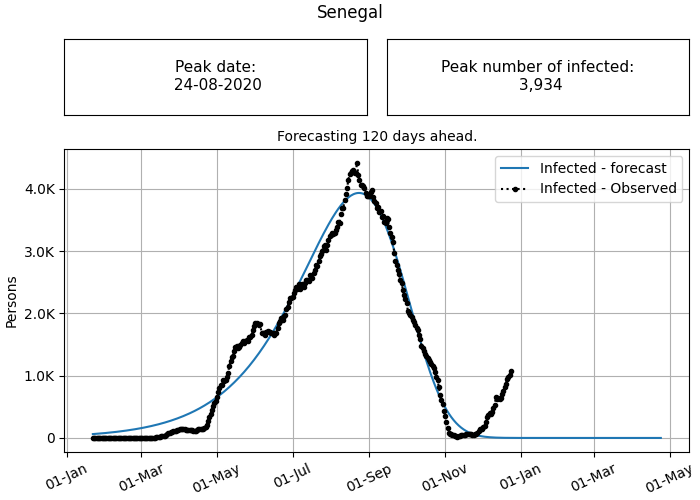 Senegal
Peak date:
24-08-2020
Peak number of infected:
3,934
Forecasting 120 days ahead.
Infected - forecast
Infected - Observed
Persons
4.0K
3.0K
2.0K
1.0K
0
01-Jan
01-Mar
01-May
01-Jul
01-Sep
01-Nov
01-Jan
01-Mar
01-May